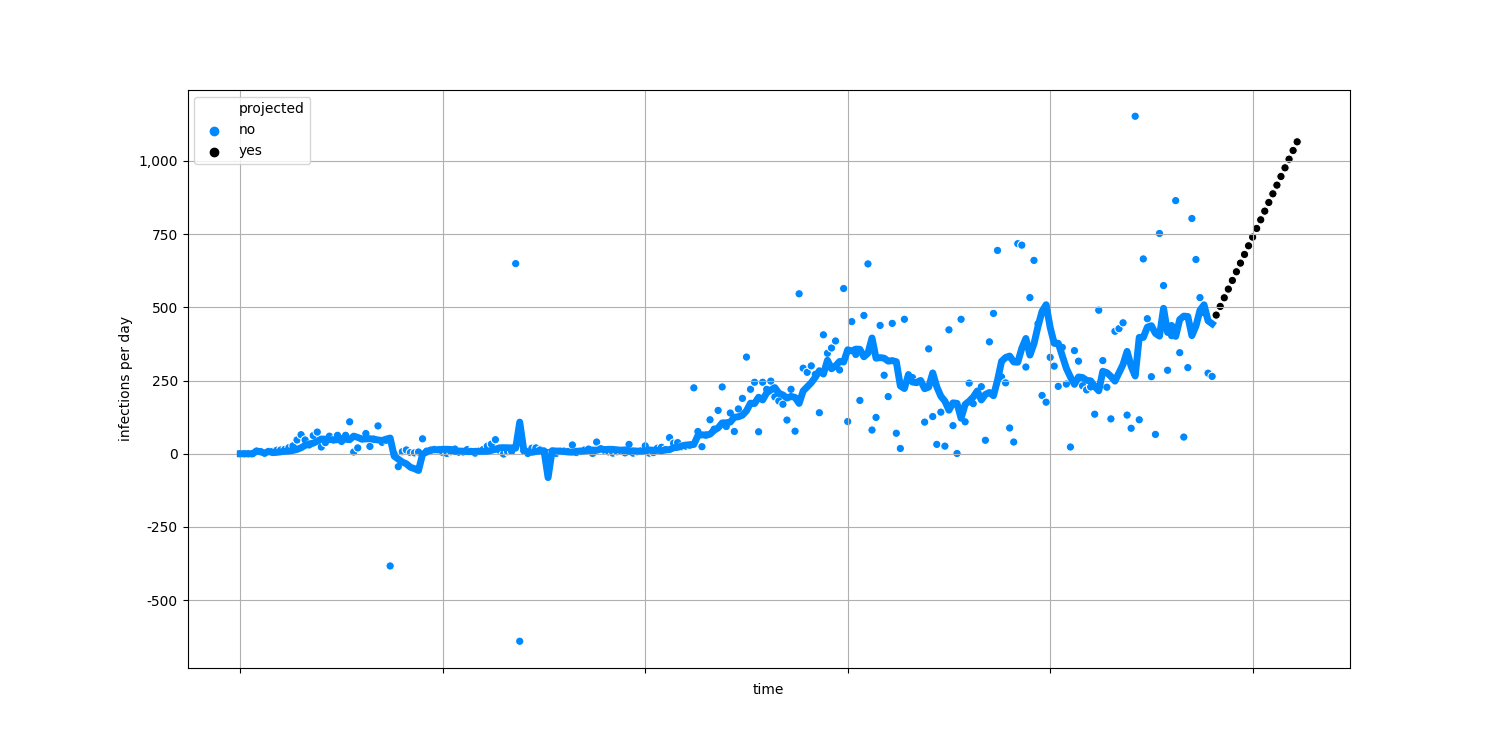 projected
no
yes
1,000
750
500
250
0
-250
-500
infections per day
time